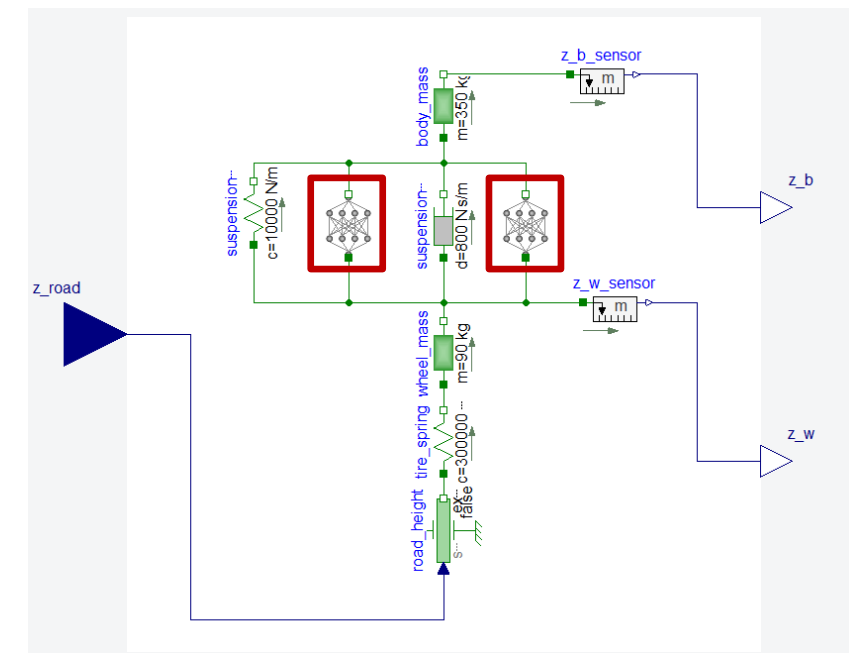 z_b_sensor
m
body_mass
m=350 kg
z_b
suspension···
c=10000 N/m
suspension···
d=800 N s/m
z_w_sensor
m
z_road
wheel_mass
m=90 kg
z_w
tire_spring
c=300000 ···
road_height
ex···
false
s···